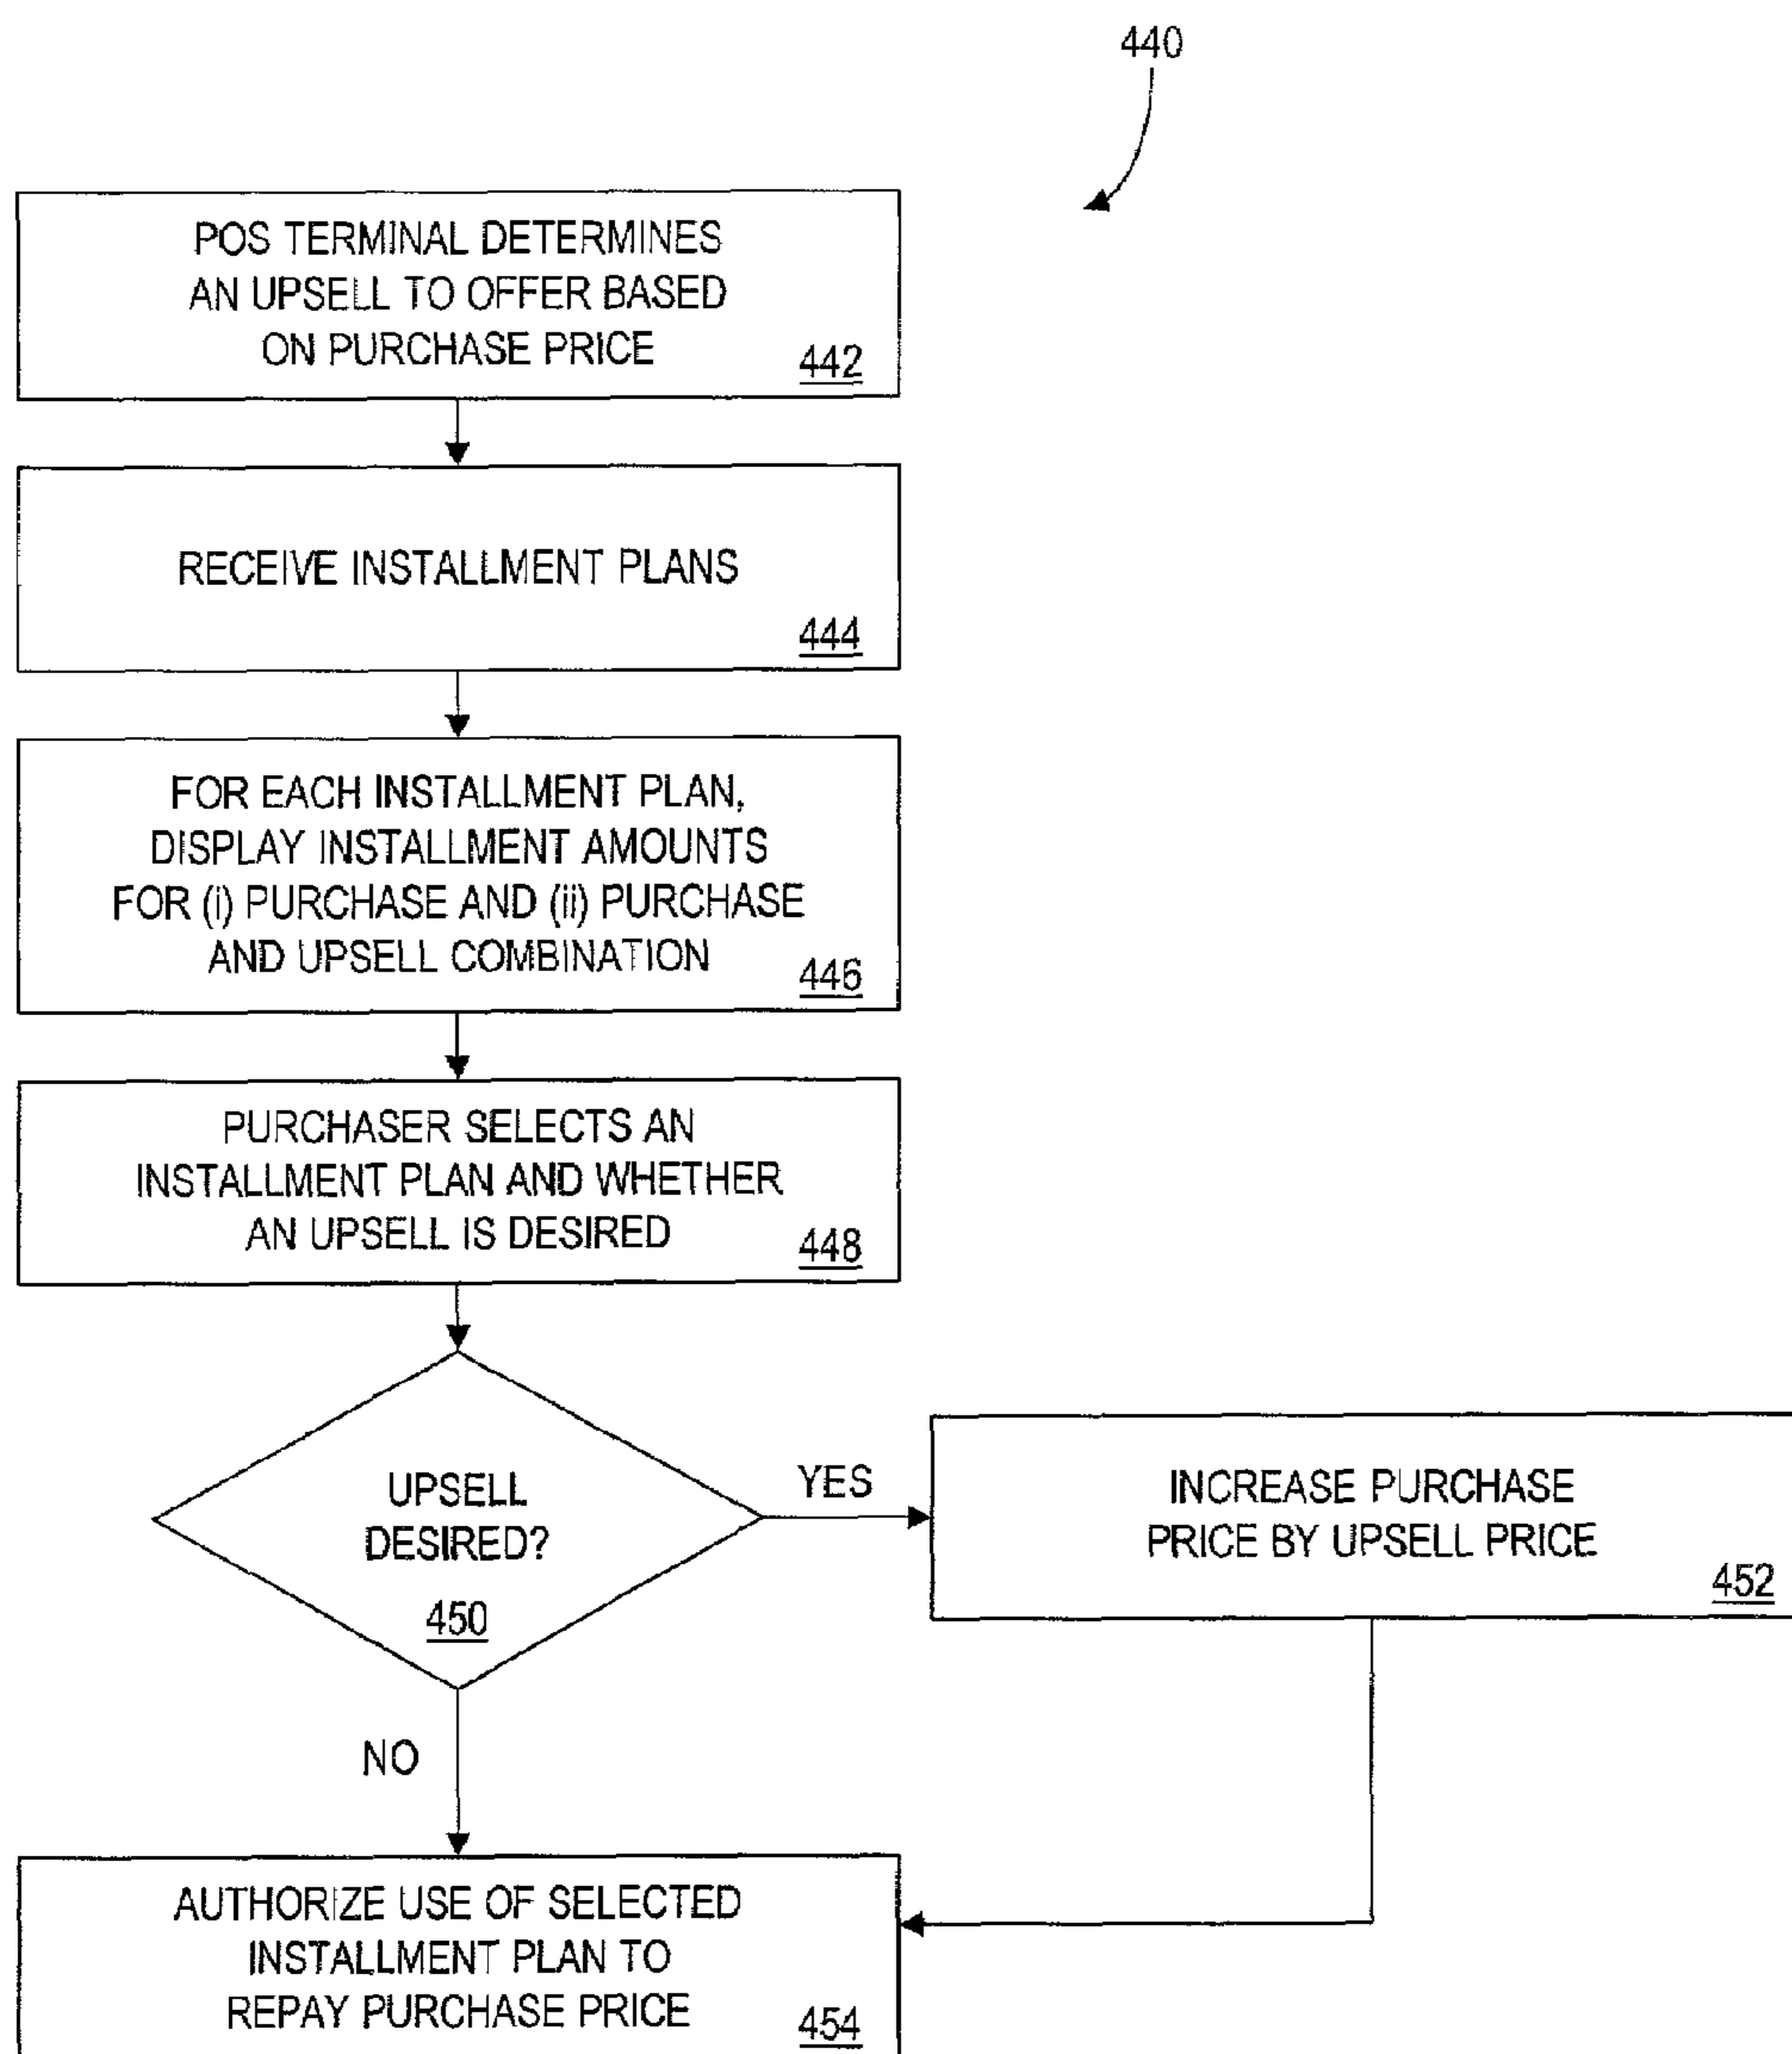 440
POS TERMINAL DETERMINES
AN UPSELL TO OFFER BASED
ON PURCHASE PRICE
442
RECEIVE INSTALLMENT PLANS
444
FOR EACH INSTALLMENT PLAN,
DISPLAY INSTALLMENT AMOUNTS
FOR (i) PURCHASE AND (ii) PURCHASE
AND UPSELL COMBINATION
446
PURCHASER SELECTS AN
INSTALLMENT PLAN AND WHETHER
AN UPSELL IS DESIRED
448
UPSELL
DESIRED?
450
YES
INCREASE PURCHASE
PRICE BY UPSELL PRICE
452
NO
AUTHORIZE USE OF SELECTED
INSTALLMENT PLAN TO
REPAY PURCHASE PRICE
454